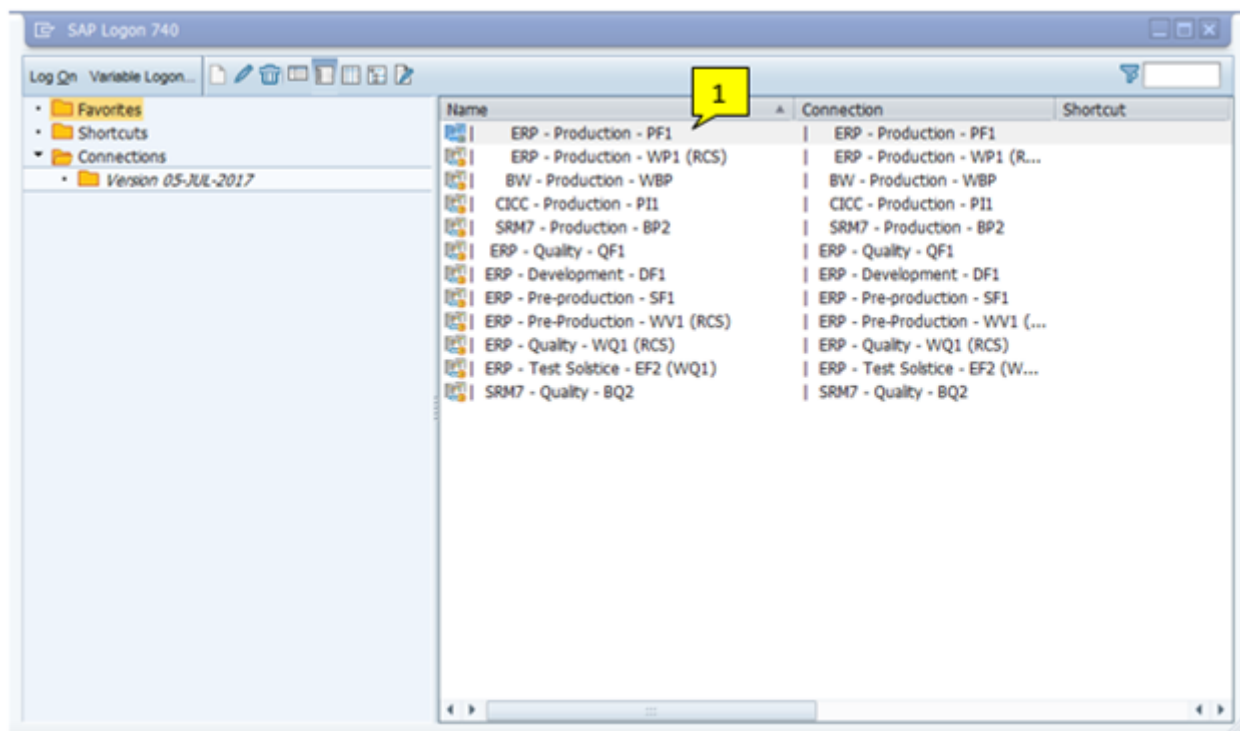 SAP Logon 740
Log On Variable Logon...
Favorites
Shortcuts
Connections
Version 05-JUL-2017
1
Name Connection Shortcut
| ERP - Production - PF1 | ERP - Production - PF1
| ERP - Production - WP1 (RCS) | ERP - Production - WP1 (R...
| BW - Production - WBP | BW - Production - WBP
| CICC - Production - PI1 | CICC - Production - PI1
| SRM7 - Production - BP2 | SRM7 - Production - BP2
| ERP - Quality - QF1 | ERP - Quality - QF1
| ERP - Development - DF1 | ERP - Development - DF1
| ERP - Pre-production - SF1 | ERP - Pre-production - SF1
| ERP - Pre-Production - WV1 (RCS) | ERP - Pre-Production - WV1 (...
| ERP - Quality - WQ1 (RCS) | ERP - Quality - WQ1 (RCS)
| ERP - Test Solstice - EF2 (WQ1) | ERP - Test Solstice - EF2 (W...
| SRM7 - Quality - BQ2 | SRM7 - Quality - BQ2